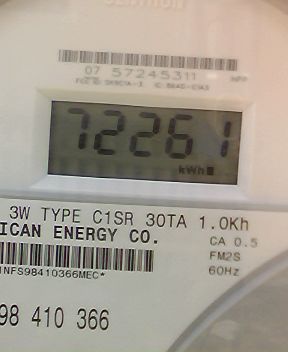 CENTRON
07 57245311
72261
kWh
3W TYPE C1SR 30TA 1.0Kh
ICAN ENERGY CO.
CA 0.5
FM2S
60Hz
INFS98410366MEC*
98 410 366